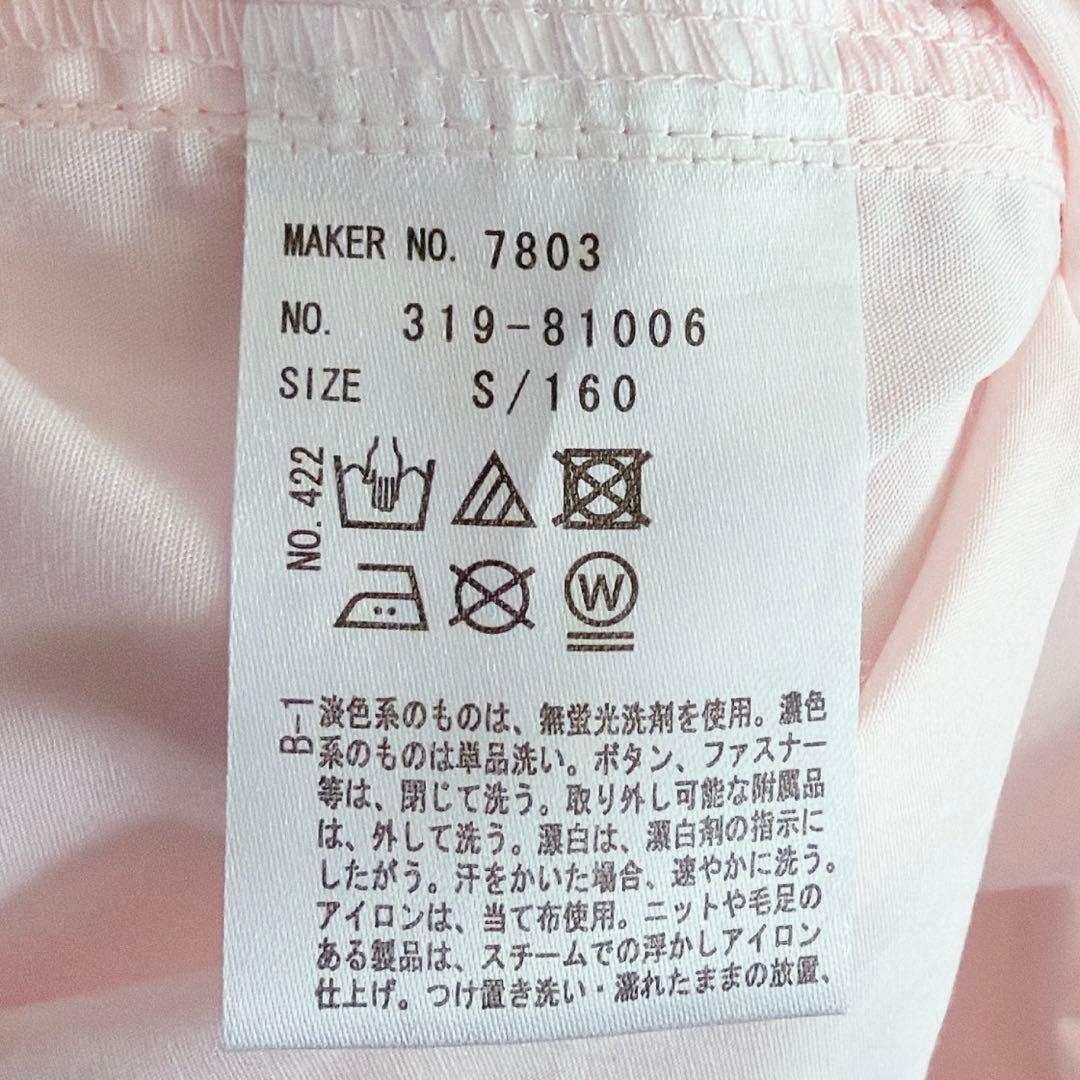 MAKER NO. 7803
NO. 319-81006
SIZE S/160
NO.422
W
B-1
淡色系のものは、無蛍光洗剤を使用。濃色
系のものは単品洗い。ボタン、ファスナー
等は、閉じて洗う。取り外し可能な附属品
は、外して洗う。漂白は、漂白剤の指示に
したがう。汗をかいた場合、速やかに洗う。
アイロンは、当て布使用。ニットや毛足の
ある製品は、スチームでの浮かしアイロン
仕上げ。つけ置き洗い・濡れたままの放置、